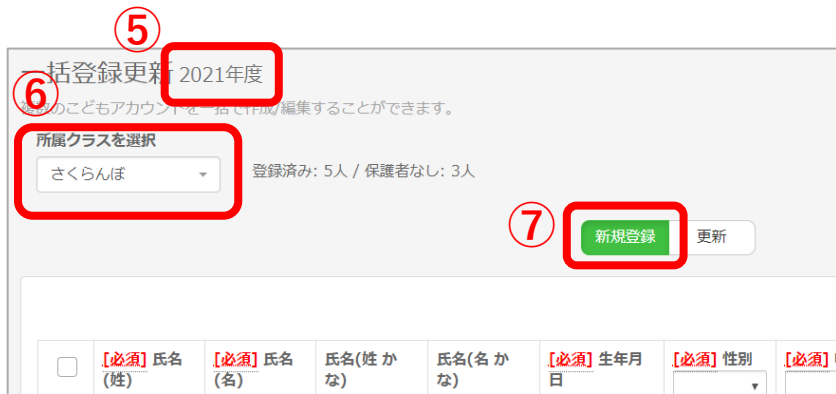 ⑤
一括登録更新 2021年度
⑥
複数のこどもアカウントを一括で作成/編集することができます。
所属クラスを選択
さくらんぼ
登録済み: 5人 / 保護者なし: 3人
⑦
新規登録 更新
[必須] 氏名(姓)
[必須] 氏名(名)
氏名(姓 かな)
氏名(名 かな)
[必須] 生年月日
[必須] 性別
[必須]